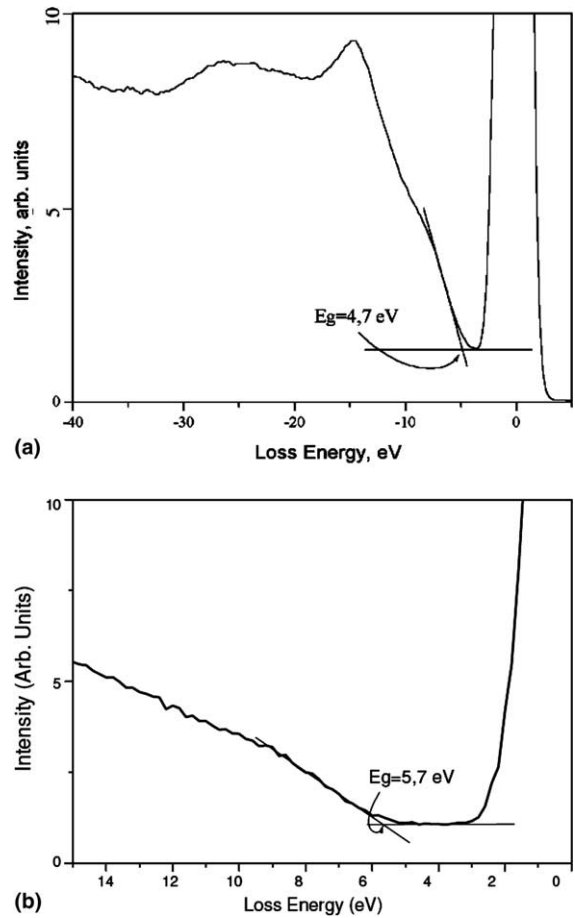 10
5
0
Intensity, arb. units
Eg=4,7 eV
-40 -30 -20 -10 0
Loss Energy, eV
(a)
10
5
0
Intensity (Arb. Units)
Eg=5,7 eV
14 12 10 8 6 4 2 0
Loss Energy (eV)
(b)